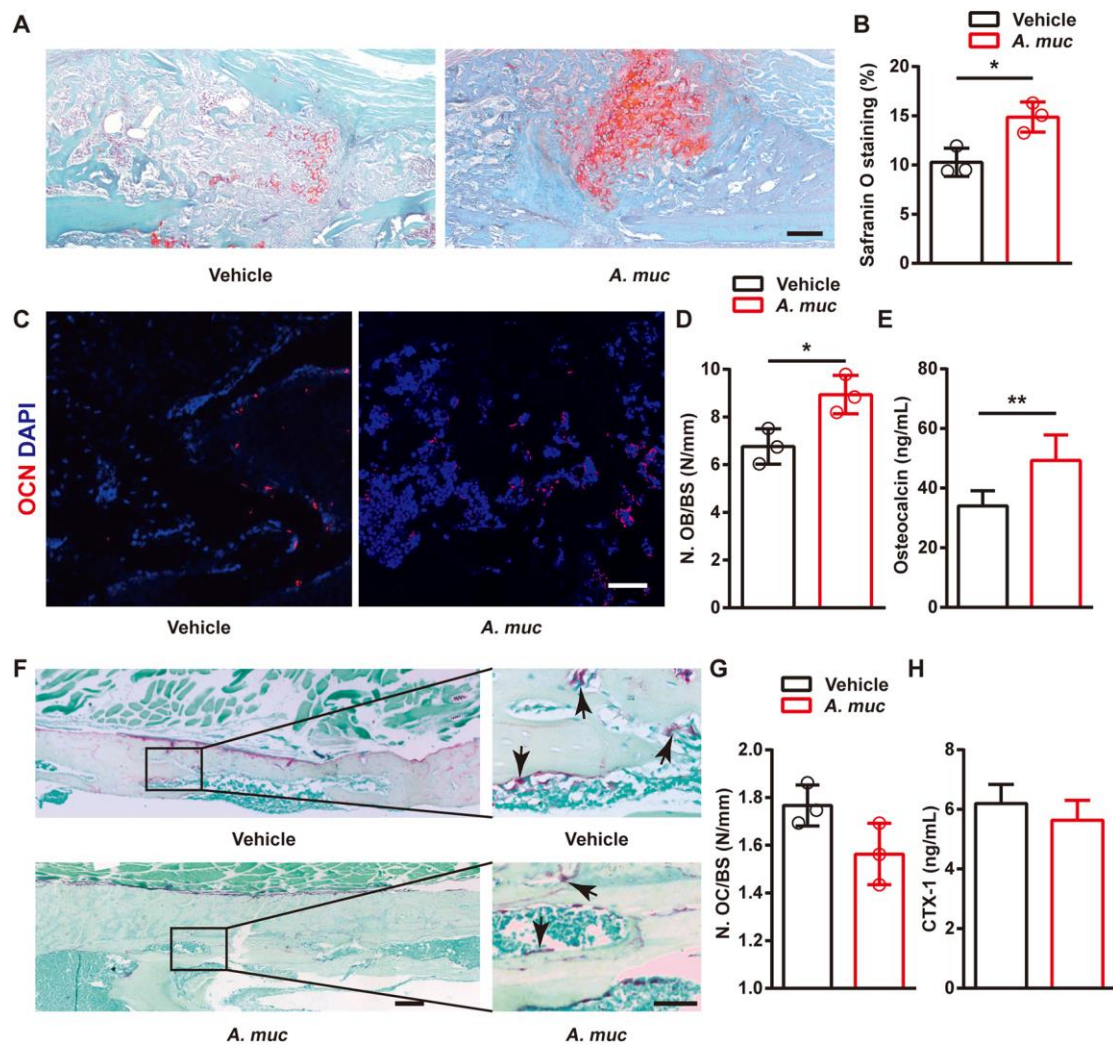 A
Vehicle
A. muc
B
Vehicle
A. muc
Safranin O staining (%)
*
20
15
10
5
0
C
OCN DAPI
Vehicle
A. muc
Vehicle
A. muc
D
N. OB/BS (N/mm)
*
10
8
6
4
2
0
E
Osteocalcin (ng/mL)
**
80
60
40
20
0
F
Vehicle
Vehicle
A. muc
A. muc
G
Vehicle
A. muc
N. OC/BS (N/mm)
2.0
1.8
1.6
1.4
1.2
1.0
H
CTX-1 (ng/mL)
8
6
4
2
0